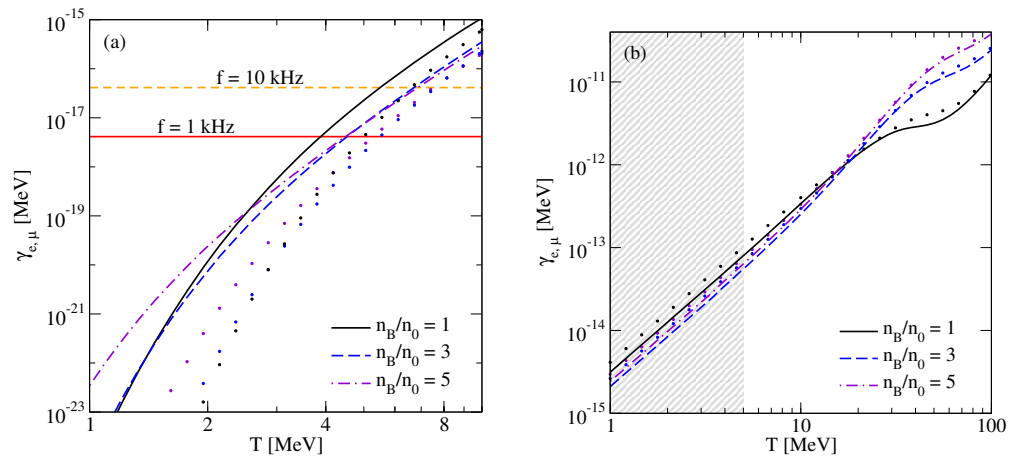 (a)
f = 10 kHz
f = 1 kHz
n_B/n_0 = 1
n_B/n_0 = 3
n_B/n_0 = 5
10^-15
10^-17
10^-19
10^-21
10^-23
γ_e, μ [MeV]
1 2 4 8
T [MeV]
(b)
n_B/n_0 = 1
n_B/n_0 = 3
n_B/n_0 = 5
10^-11
10^-12
10^-13
10^-14
10^-15
γ_e, μ [MeV]
1 10 100
T [MeV]